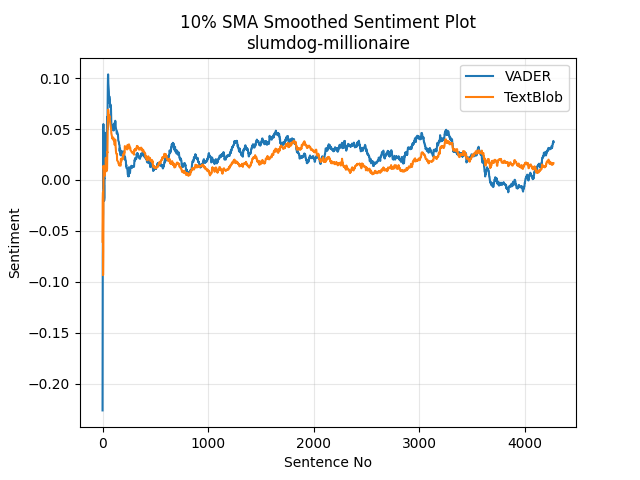 10% SMA Smoothed Sentiment Plot
slumdog-millionaire
VADER
TextBlob
0.10
0.05
0.00
−0.05
−0.10
−0.15
−0.20
Sentiment
0
1000
2000
3000
4000
Sentence No